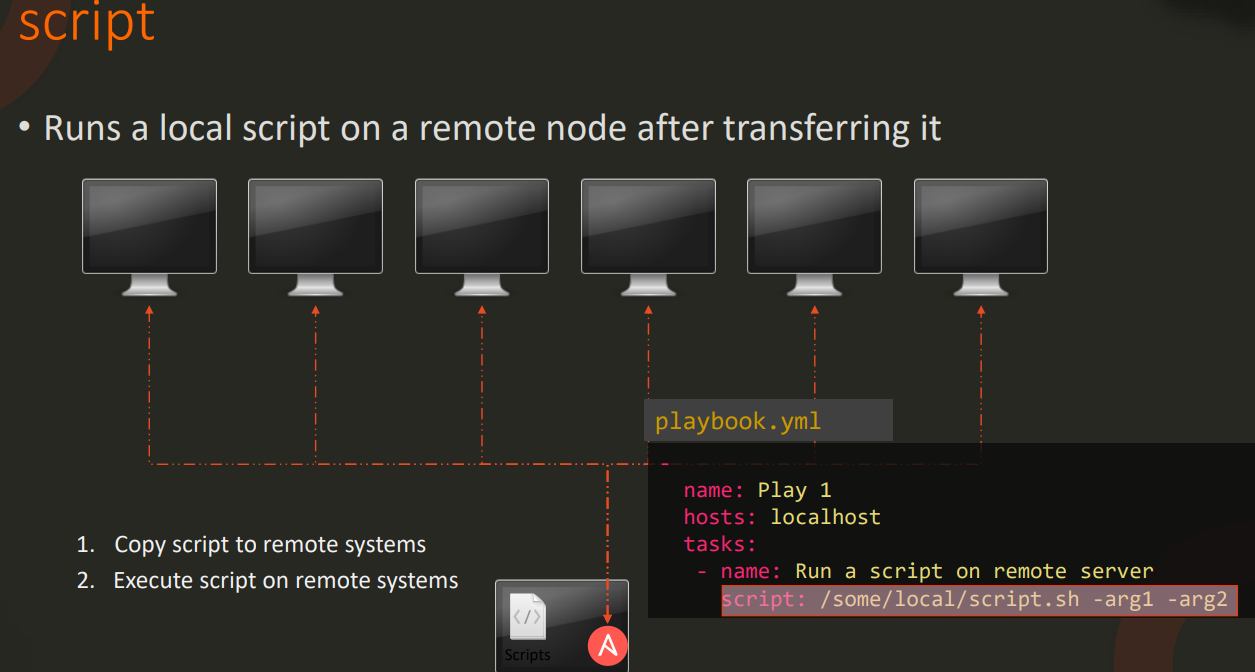 script
• Runs a local script on a remote node after transferring it
playbook.yml
-
name: Play 1
hosts: localhost
tasks:
- name: Run a script on remote server
script: /some/local/script.sh -arg1 -arg2
1. Copy script to remote systems
2. Execute script on remote systems
</>
Scripts
A